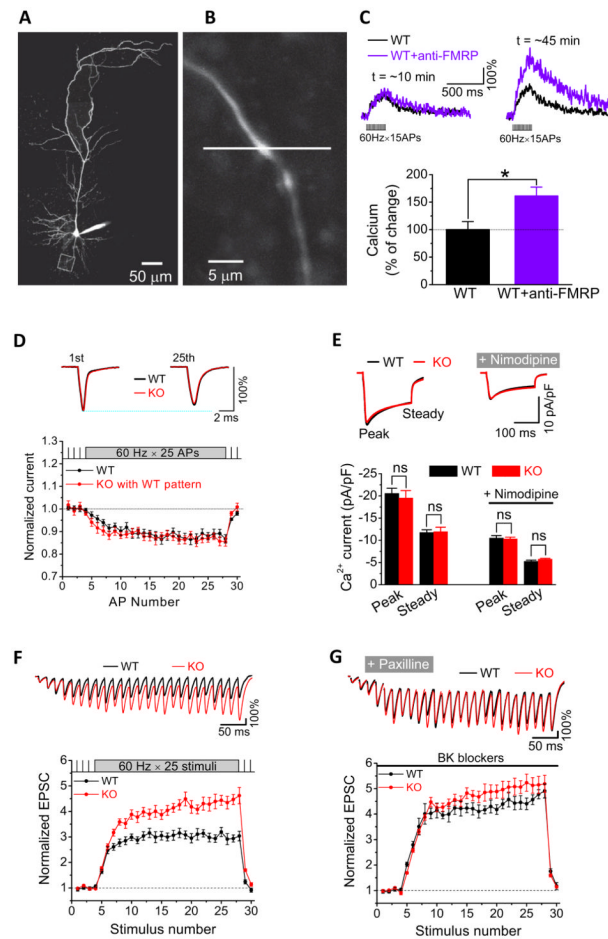 A
B
C
WT
WT+anti-FMRP
t = ~10 min
t = ~45 min
500 ms
100%
60Hz×15APs
60Hz×15APs
50 μm
5 μm
*
Calcium
(% of change)
200
150
100
50
0
WT WT+anti-FMRP
D
1st
25th
WT
KO
100%
2 ms
60 Hz × 25 APs
WT
KO with WT pattern
Normalized current
1.3
1.2
1.1
1.0
0.9
0.8
0.7
0 5 10 15 20 25 30
AP Number
E
WT KO
+ Nimodipine
Peak
Steady
100 ms
10 pA/pF
WT KO
+ Nimodipine
ns
ns
ns
ns
Ca²⁺ current (pA/pF)
-25
-20
-15
-10
-5
0
Peak
Steady
Peak
Steady
F
WT KO
50 ms
100%
60 Hz × 25 stimuli
WT
KO
Normalized EPSC
6
5
4
3
2
1
0 5 10 15 20 25 30
Stimulus number
G
+ Paxilline
WT KO
50 ms
100%
BK blockers
WT
KO
Normalized EPSC
6
5
4
3
2
1
0 5 10 15 20 25 30
Stimulus number